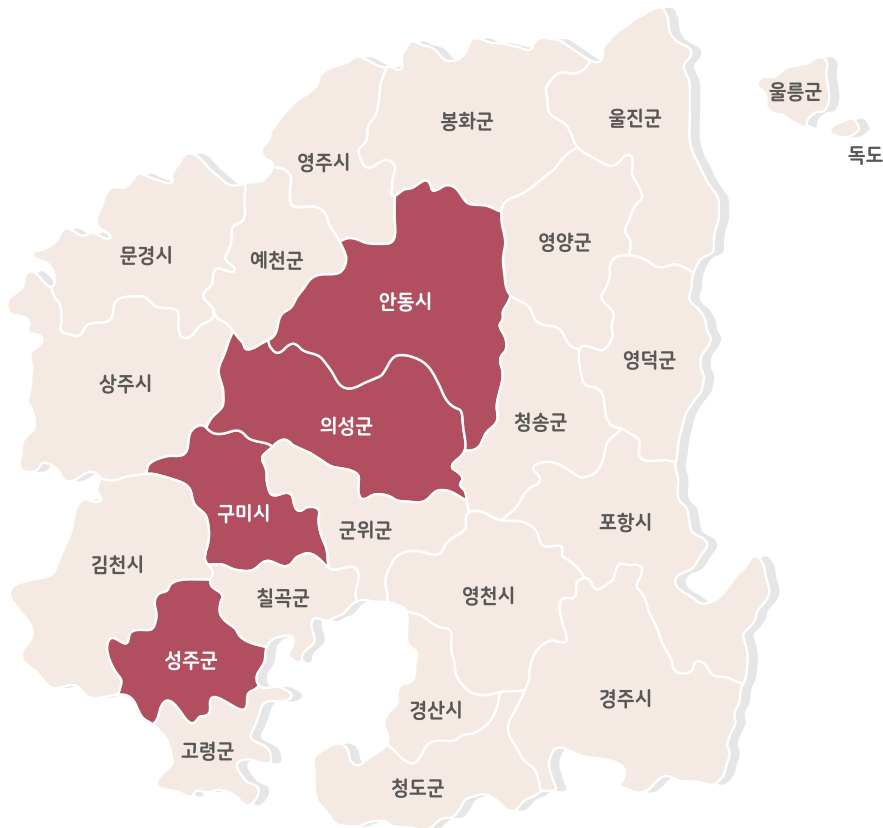 울릉군
봉화군
울진군
독도
영주시
영양군
문경시
예천군
안동시
영덕군
상주시
의성군
청송군
구미시
포항시
군위군
김천시
영천시
칠곡군
성주군
경주시
경산시
고령군
청도군